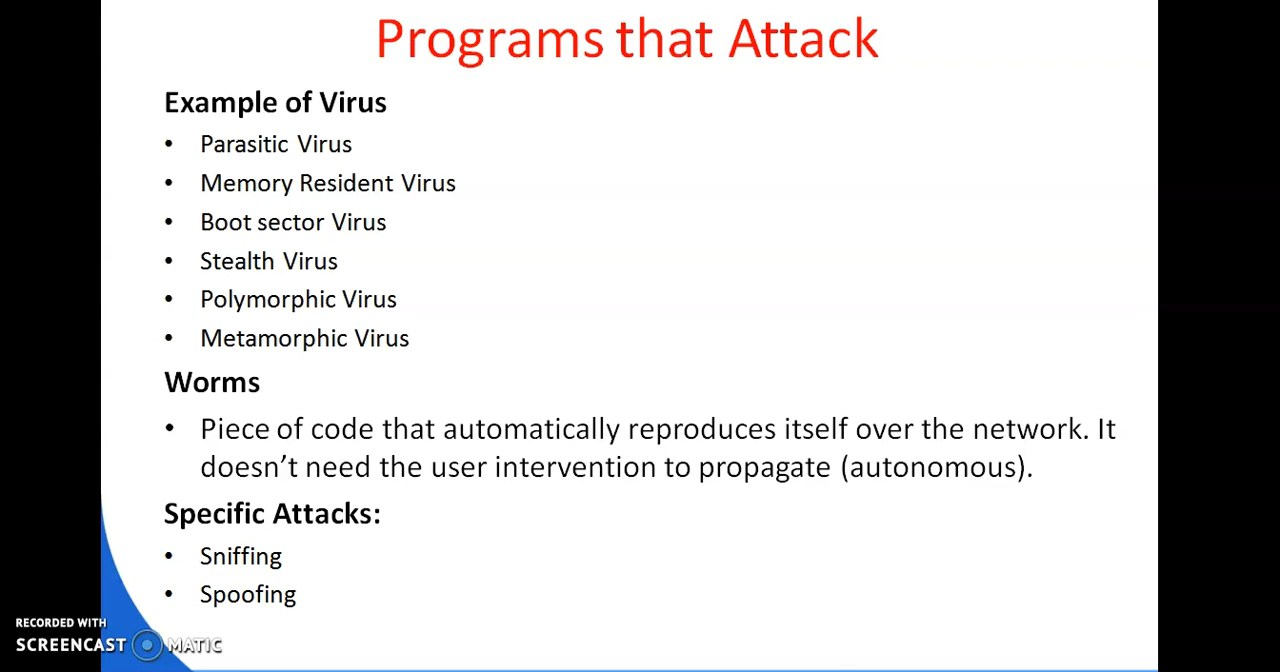 Programs that Attack
Example of Virus
• Parasitic Virus
• Memory Resident Virus
• Boot sector Virus
• Stealth Virus
• Polymorphic Virus
• Metamorphic Virus
Worms
• Piece of code that automatically reproduces itself over the network. It
doesn’t need the user intervention to propagate (autonomous).
Specific Attacks:
• Sniffing
• Spoofing
RECORDED WITH
SCREENCAST MATIC